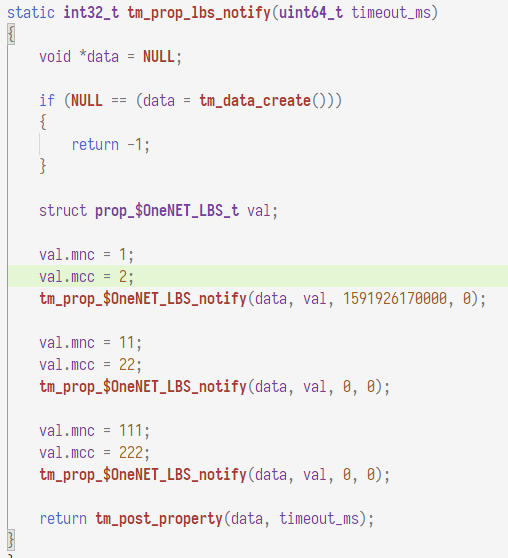 static int32_t tm_prop_lbs_notify(uint64_t timeout_ms)
{
    void *data = NULL;

    if (NULL == (data = tm_data_create()))
    {
        return -1;
    }

    struct prop_$OneNET_LBS_t val;

    val.mnc = 1;
    val.mcc = 2;
    tm_prop_$OneNET_LBS_notify(data, val, 1591926170000, 0);

    val.mnc = 11;
    val.mcc = 22;
    tm_prop_$OneNET_LBS_notify(data, val, 0, 0);

    val.mnc = 111;
    val.mcc = 222;
    tm_prop_$OneNET_LBS_notify(data, val, 0, 0);

    return tm_post_property(data, timeout_ms);
}